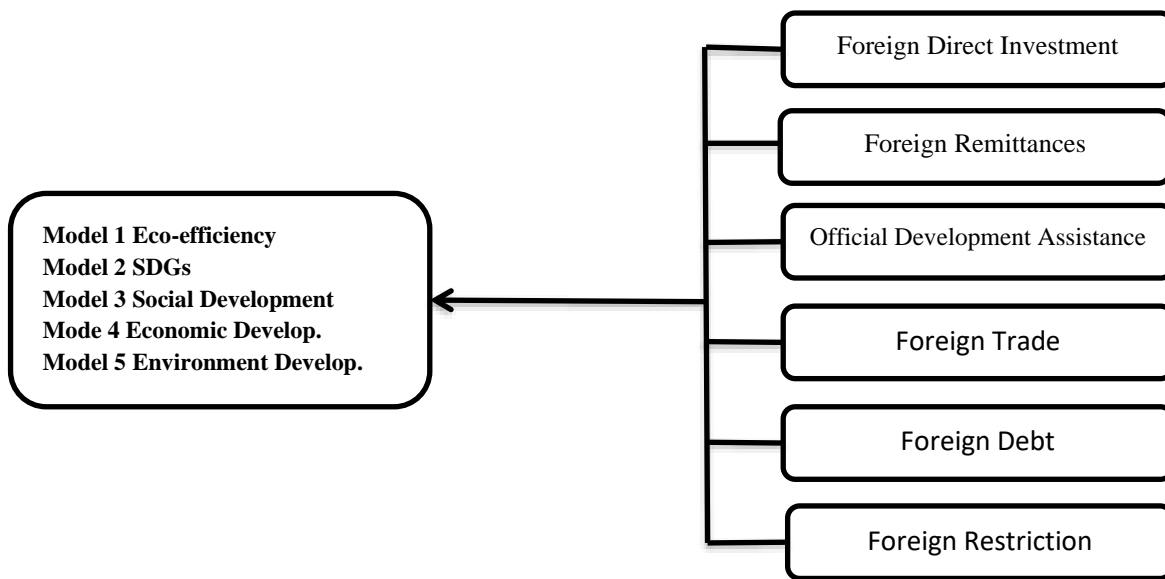 Foreign Direct Investment
Foreign Remittances
Official Development Assistance
Foreign Trade
Foreign Debt
Foreign Restriction
Model 1 Eco-efficiency
Model 2 SDGs
Model 3 Social Development
Mode 4 Economic Develop.
Model 5 Environment Develop.